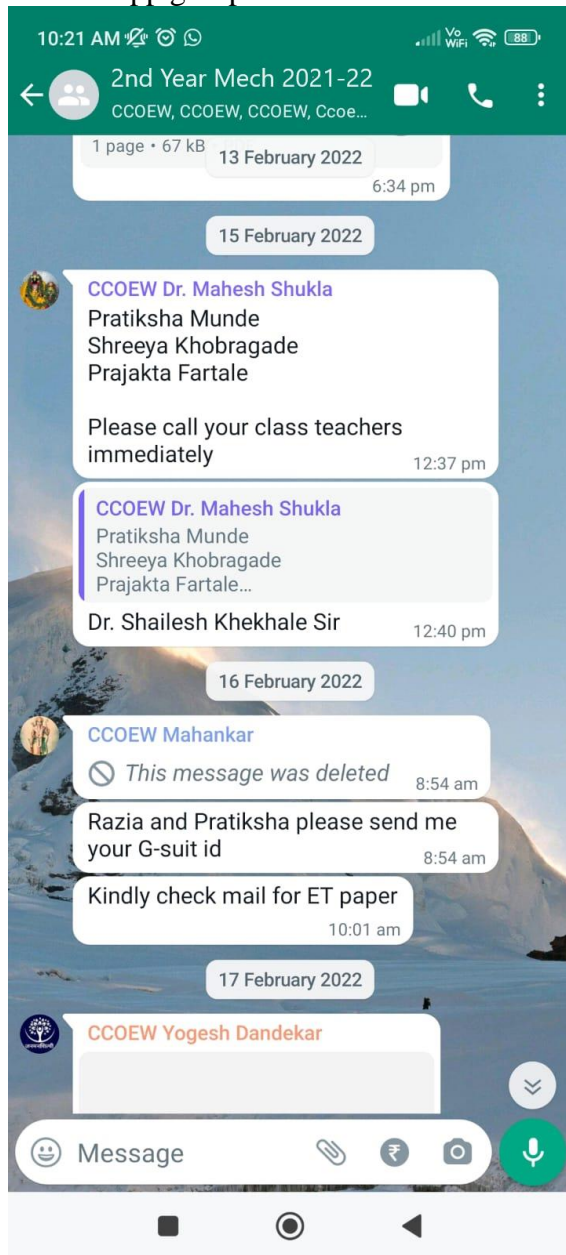 10:21 AM
Vo WiFi
88
2nd Year Mech 2021-22
CCOEW, CCOEW, CCOEW, Ccoe...
1 page • 67 kB
13 February 2022
6:34 pm
15 February 2022
CCOEW Dr. Mahesh Shukla
Pratiksha Munde
Shreeya Khobragade
Prajakta Fartale
Please call your class teachers
immediately
12:37 pm
CCOEW Dr. Mahesh Shukla
Pratiksha Munde
Shreeya Khobragade
Prajakta Fartale...
Dr. Shailesh Khekhale Sir
12:40 pm
16 February 2022
CCOEW Mahankar
This message was deleted
8:54 am
Razia and Pratiksha please send me
your G-suit id
8:54 am
Kindly check mail for ET paper
10:01 am
17 February 2022
CCOEW Yogesh Dandekar
Message
₹